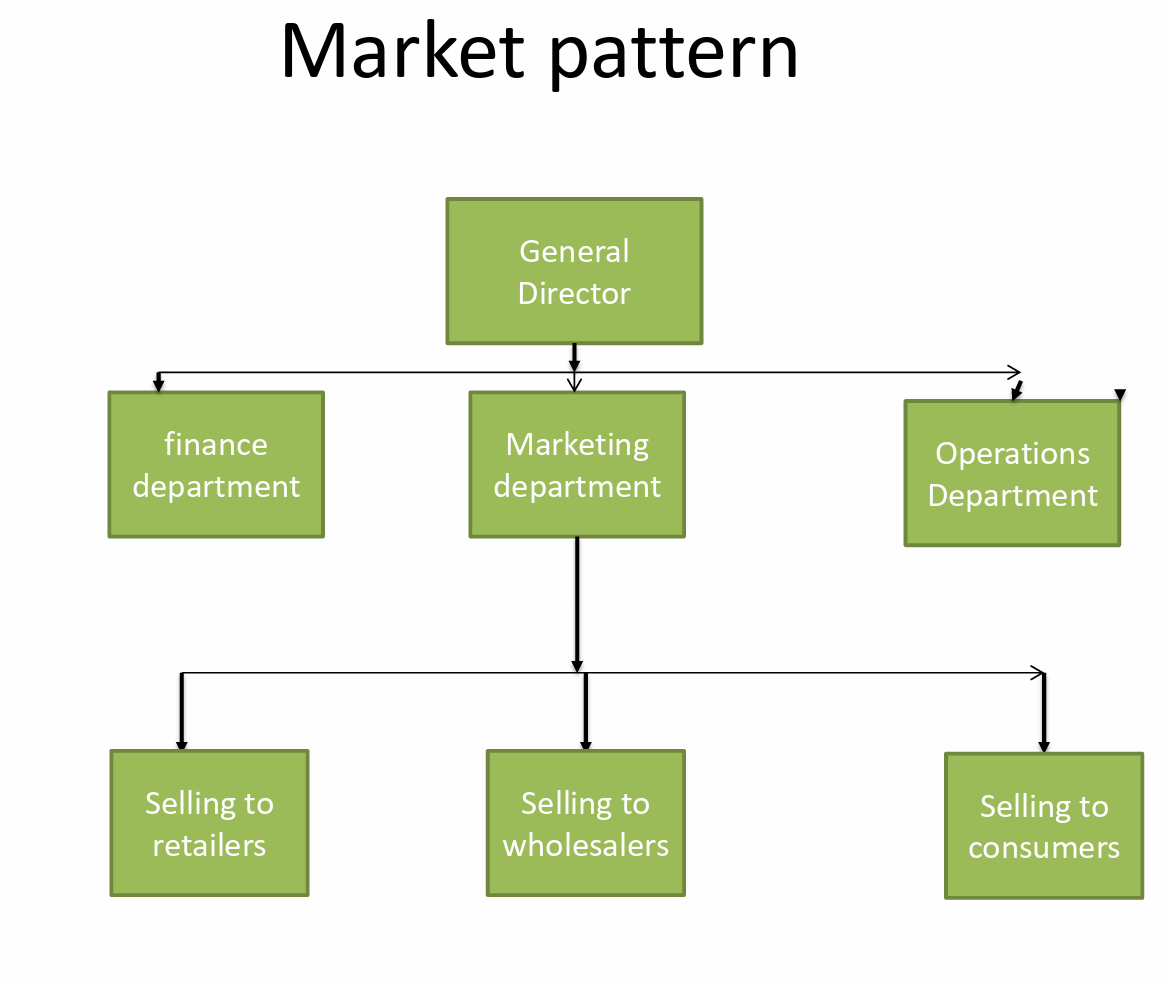 Market pattern
General
Director
finance
department
Marketing
department
Operations
Department
Selling to
retailers
Selling to
wholesalers
Selling to
consumers